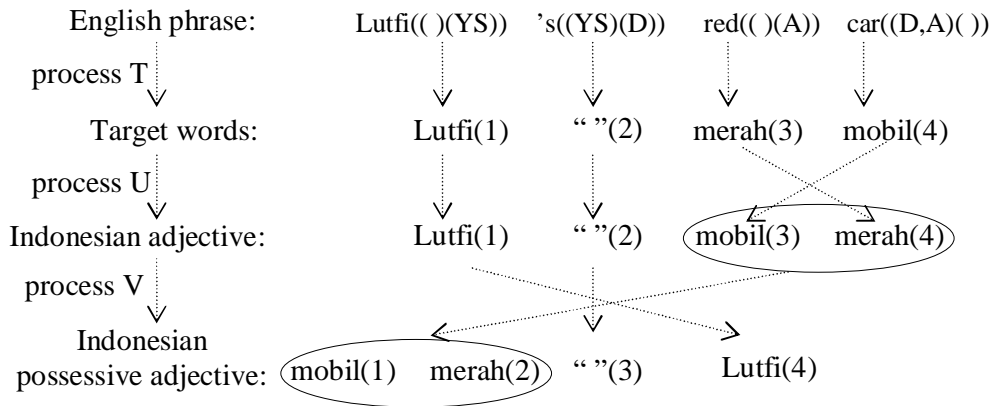 English phrase: Lutfi(( )(YS)) ’s((YS)(D)) red(( )(A)) car((D,A)( ))
process T
Target words: Lutfi(1) “ ”(2) merah(3) mobil(4)
process U
Indonesian adjective: Lutfi(1) “ ”(2) mobil(3) merah(4)
process V
Indonesian
possessive adjective: mobil(1) merah(2) “ ”(3) Lutfi(4)